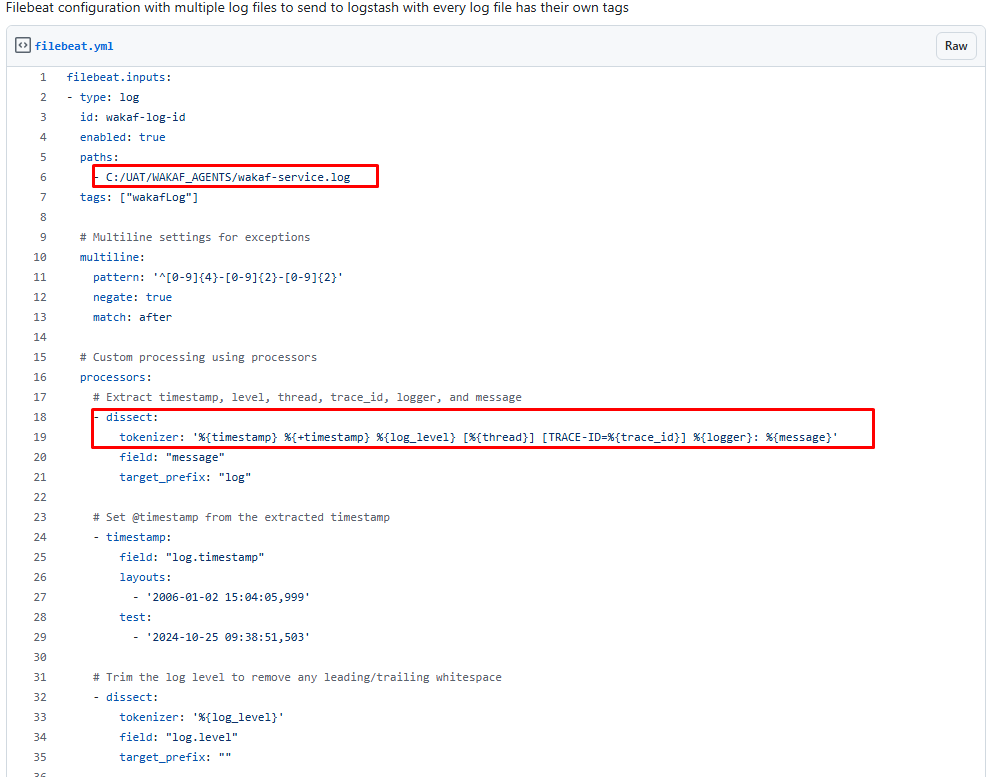 Filebeat configuration with multiple log files to send to logstash with every log file has their own tags
filebeat.yml
Raw
1 filebeat.inputs:
2 - type: log
3   id: wakaf-log-id
4   enabled: true
5   paths:
6     - C:/UAT/WAKAF_AGENTS/wakaf-service.log
7   tags: ["wakafLog"]
8
9   # Multiline settings for exceptions
10   multiline:
11     pattern: '^[0-9]{4}-[0-9]{2}-[0-9]{2}'
12     negate: true
13     match: after
14
15   # Custom processing using processors
16   processors:
17     # Extract timestamp, level, thread, trace_id, logger, and message
18     - dissect:
19         tokenizer: '%{timestamp} %{+timestamp} %{log_level} [%{thread}] [TRACE-ID=%{trace_id}] %{logger}: %{message}'
20         field: "message"
21         target_prefix: "log"
22
23     # Set @timestamp from the extracted timestamp
24     - timestamp:
25         field: "log.timestamp"
26         layouts:
27           - '2006-01-02 15:04:05,999'
28         test:
29           - '2024-10-25 09:38:51,503'
30
31     # Trim the log level to remove any leading/trailing whitespace
32     - dissect:
33         tokenizer: '%{log_level}'
34         field: "log.level"
35         target_prefix: ""